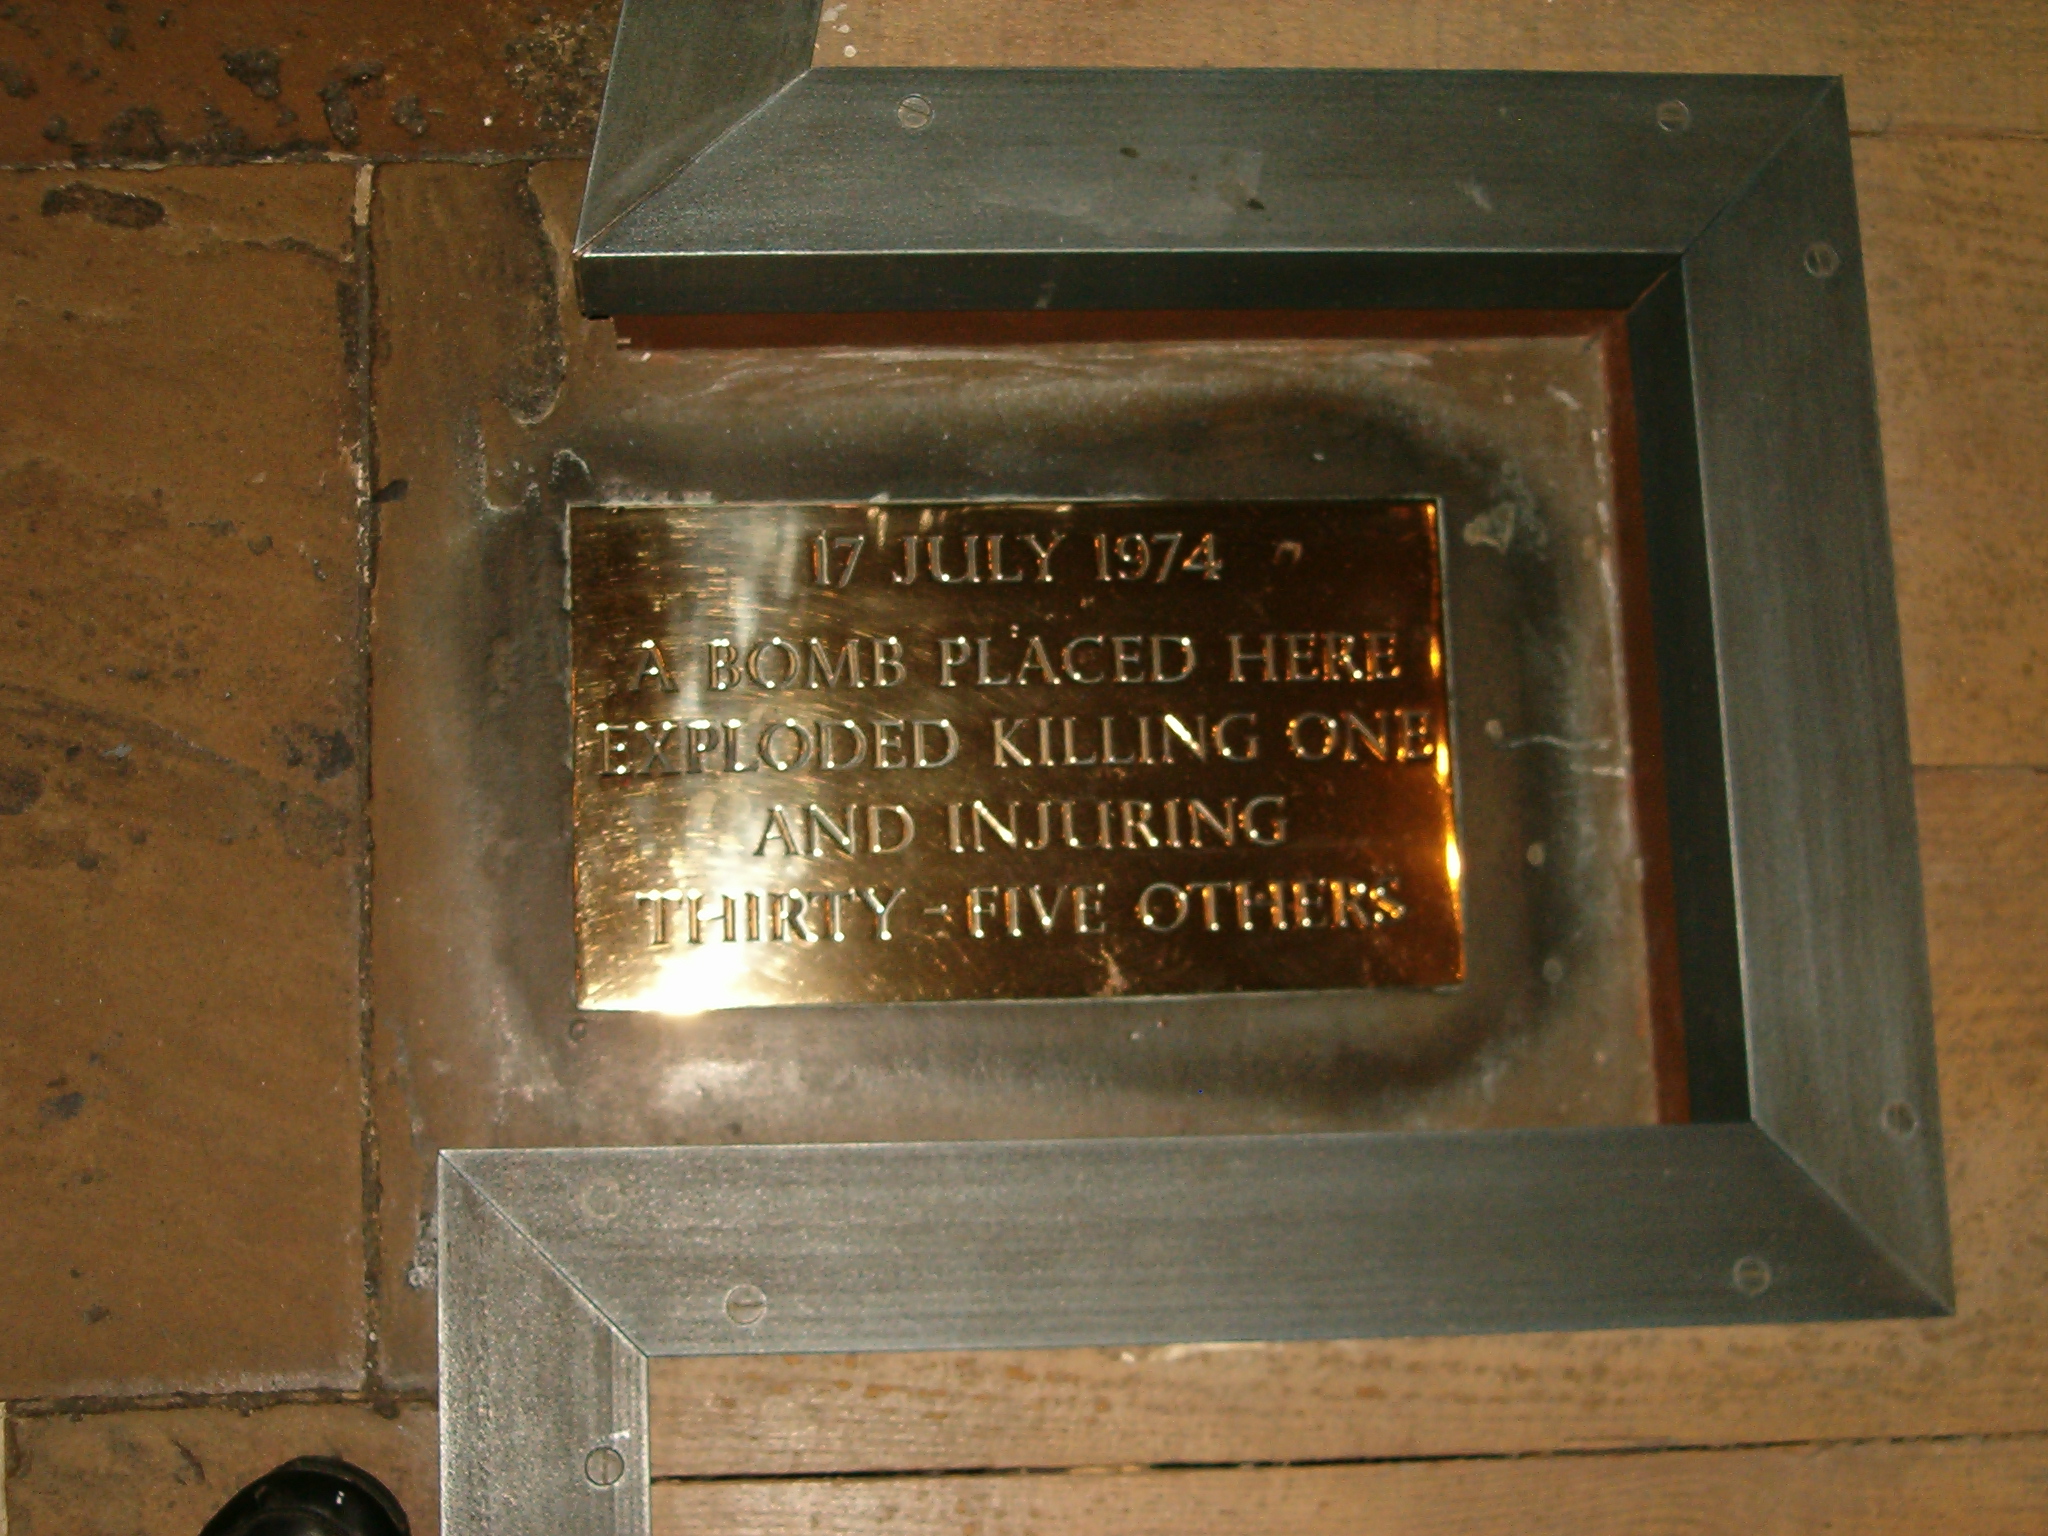 17 JULY 1974
A BOMB PLACED HERE
EXPLODED KILLING ONE
AND INJURING
THIRTY-FIVE OTHERS